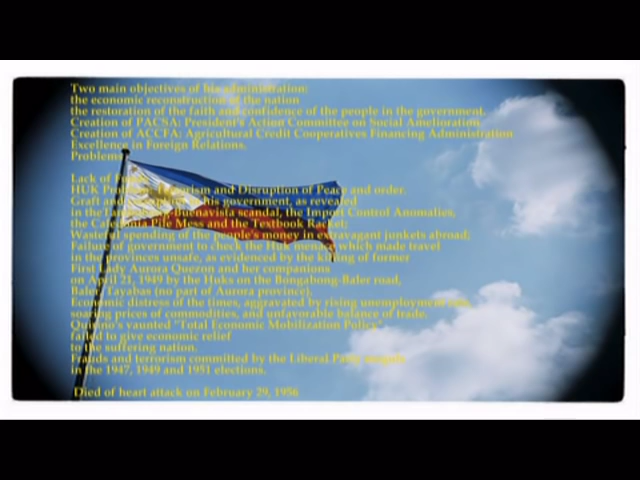 Two main objectives of his administration:
the economic reconstruction of the nation
the restoration of the faith and confidence of the people in the government.
Creation of PACSA: President's Action Committee on Social Amelioration.
Creation of ACCFA: Agricultural Credit Cooperatives Financing Administration
Excellence in Foreign Relations.
Problems:
Lack of Funds
HUK Problem: Terrorism and Disruption of Peace and order.
Graft and corruption in his government, as revealed
in the Tambobong-Buenavista scandal, the Import Control Anomalies,
the Caledonia Pile Mess and the Textbook Racket;
Wasteful spending of the people's money in extravagant junkets abroad;
Failure of government to check the Huk menace which made travel
in the provinces unsafe, as evidenced by the killing of former
First Lady Aurora Quezon and her companions
on April 21, 1949 by the Huks on the Bongabong-Baler road,
Baler, Tayabas (no part of Aurora province).
Economic distress of the times, aggravated by rising unemployment rate,
soaring prices of commodities, and unfavorable balance of trade.
Quirino's vaunted "Total Economic Mobilization Policy"
failed to give economic relief
to the suffering nation.
Frauds and terrorism committed by the Liberal Party
in the 1947, 1949 and 1951 elections.
Died of heart attack on February 29, 1956